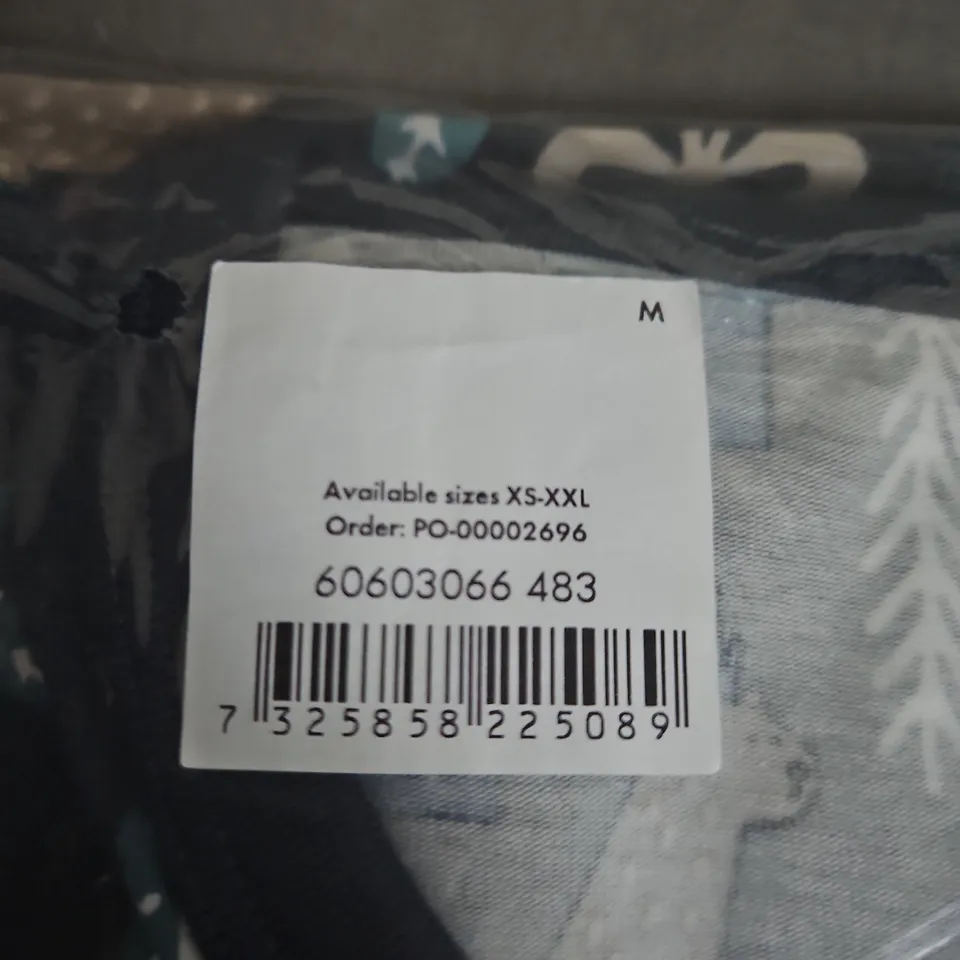 M
Available sizes XS-XXL
Order: PO-00002696
60603066 483
7 325858 225089